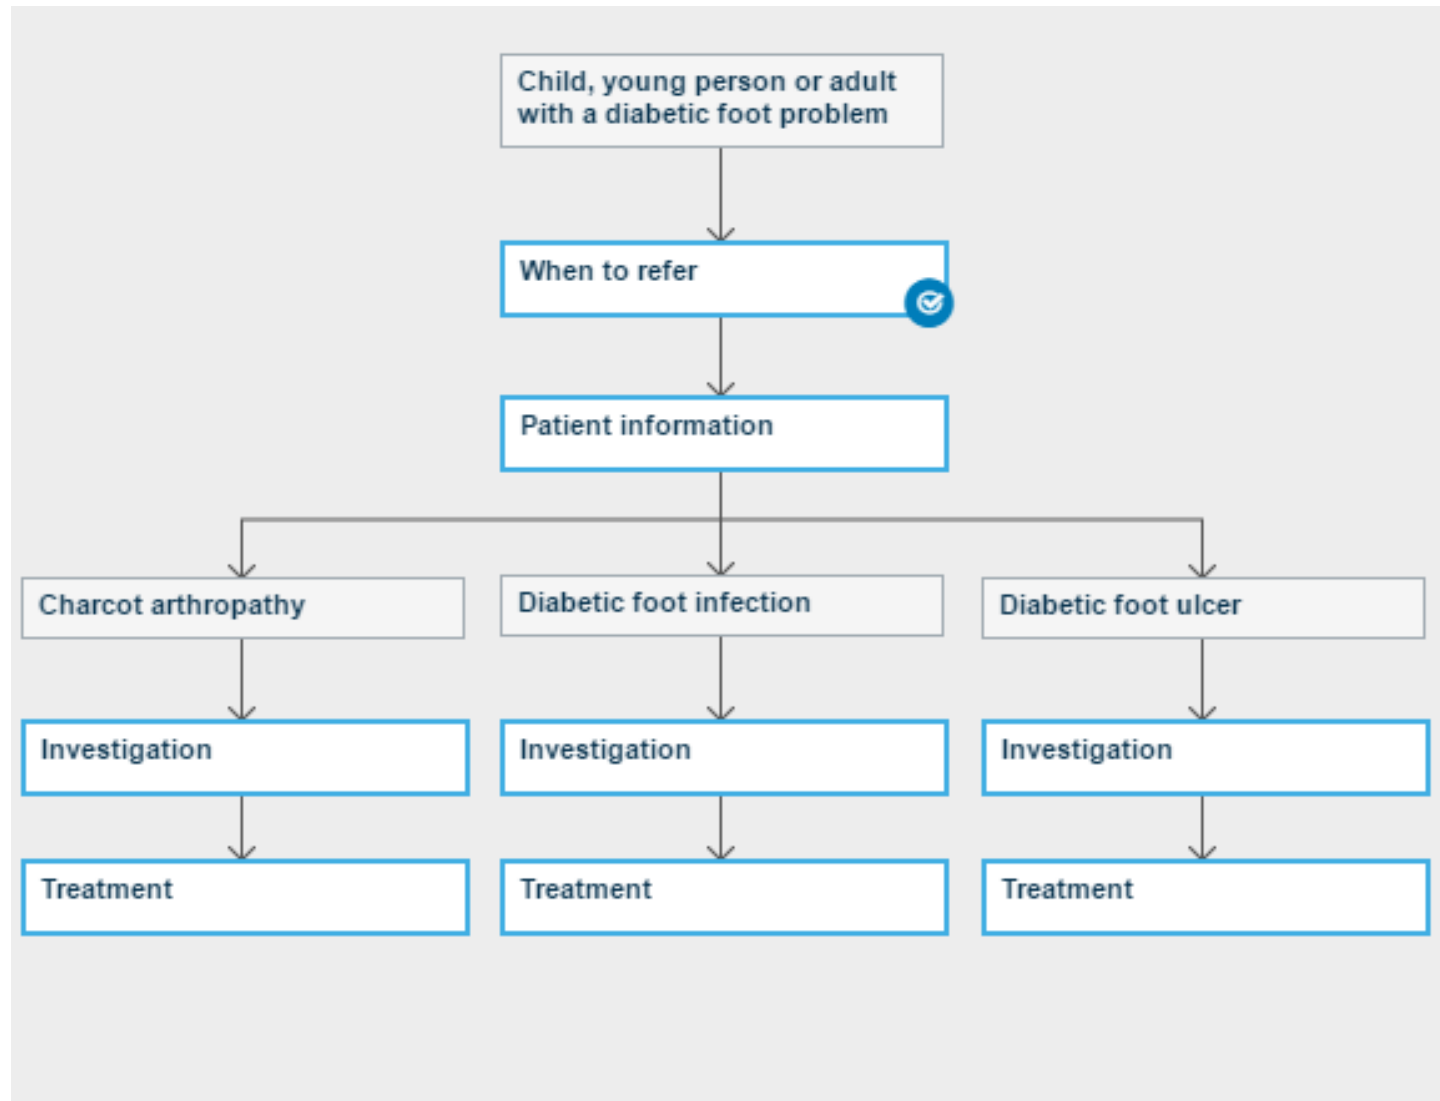 Child, young person or adult
with a diabetic foot problem
When to refer
Patient information
Charcot arthropathy
Diabetic foot infection
Diabetic foot ulcer
Investigation
Investigation
Investigation
Treatment
Treatment
Treatment